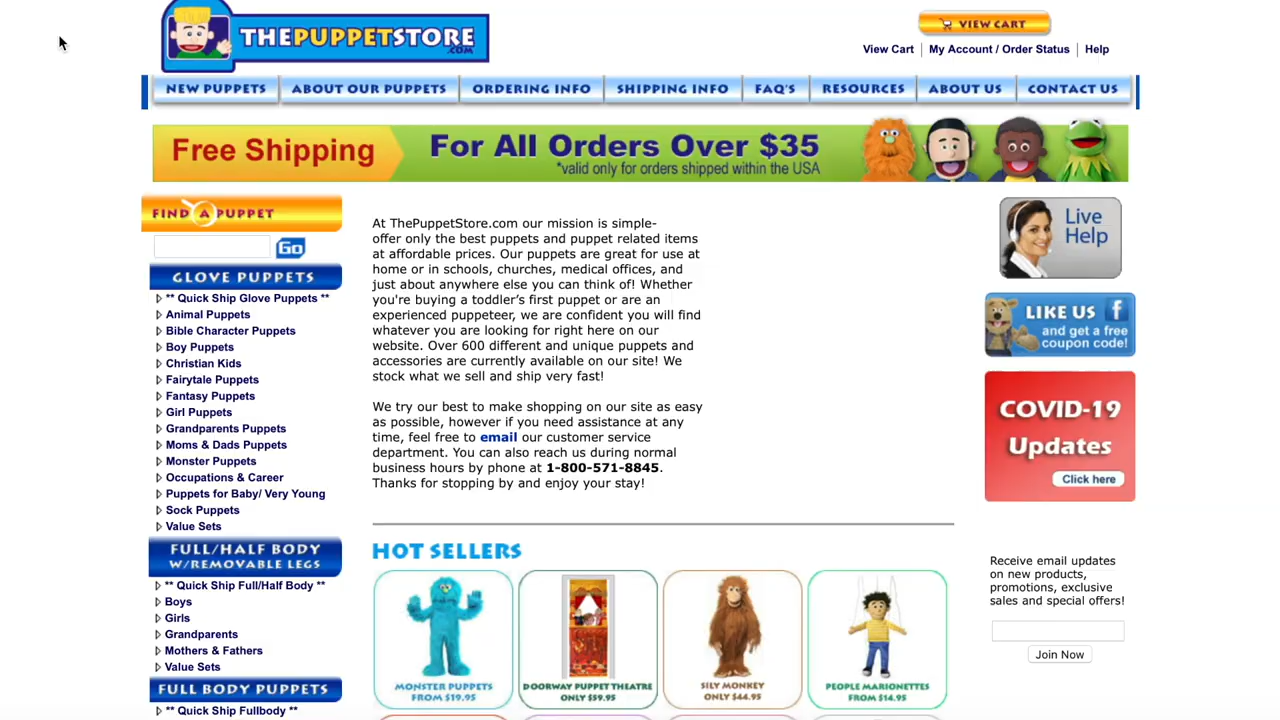 THEPUPPETSTORE
.COM
VIEW CART
View Cart | My Account / Order Status | Help
NEW PUPPETS ABOUT OUR PUPPETS ORDERING INFO SHIPPING INFO FAQ'S RESOURCES ABOUT US CONTACT US
Free Shipping For All Orders Over $35
*valid only for orders shipped within the USA
FIND A PUPPET
Go
GLOVE PUPPETS
** Quick Ship Glove Puppets **
Animal Puppets
Bible Character Puppets
Boy Puppets
Christian Kids
Fairytale Puppets
Fantasy Puppets
Girl Puppets
Grandparents Puppets
Moms & Dads Puppets
Monster Puppets
Occupations & Career
Puppets for Baby/ Very Young
Sock Puppets
Value Sets
FULL/HALF BODY
W/REMOVABLE LEGS
** Quick Ship Full/Half Body **
Boys
Girls
Grandparents
Mothers & Fathers
Value Sets
FULL BODY PUPPETS
** Quick Ship Fullbody **
At ThePuppetStore.com our mission is simple-
offer only the best puppets and puppet related items
at affordable prices. Our puppets are great for use at
home or in schools, churches, medical offices, and
just about anywhere else you can think of! Whether
you're buying a toddler's first puppet or are an
experienced puppeteer, we are confident you will find
whatever you are looking for right here on our
website. Over 600 different and unique puppets and
accessories are currently available on our site! We
stock what we sell and ship very fast!
We try our best to make shopping on our site as easy
as possible, however if you need assistance at any
time, feel free to email our customer service
department. You can also reach us during normal
business hours by phone at 1-800-571-8845.
Thanks for stopping by and enjoy your stay!
HOT SELLERS
MONSTER PUPPETS
FROM $19.95
DOORWAY PUPPET THEATRE
ONLY $59.95
SILY MONKEY
ONLY $44.95
PEOPLE MARIONETTES
FROM $14.95
Live
Help
LIKE US f
and get a free
coupon code!
COVID-19
Updates
Click here
Receive email updates
on new products,
promotions, exclusive
sales and special offers!
Join Now